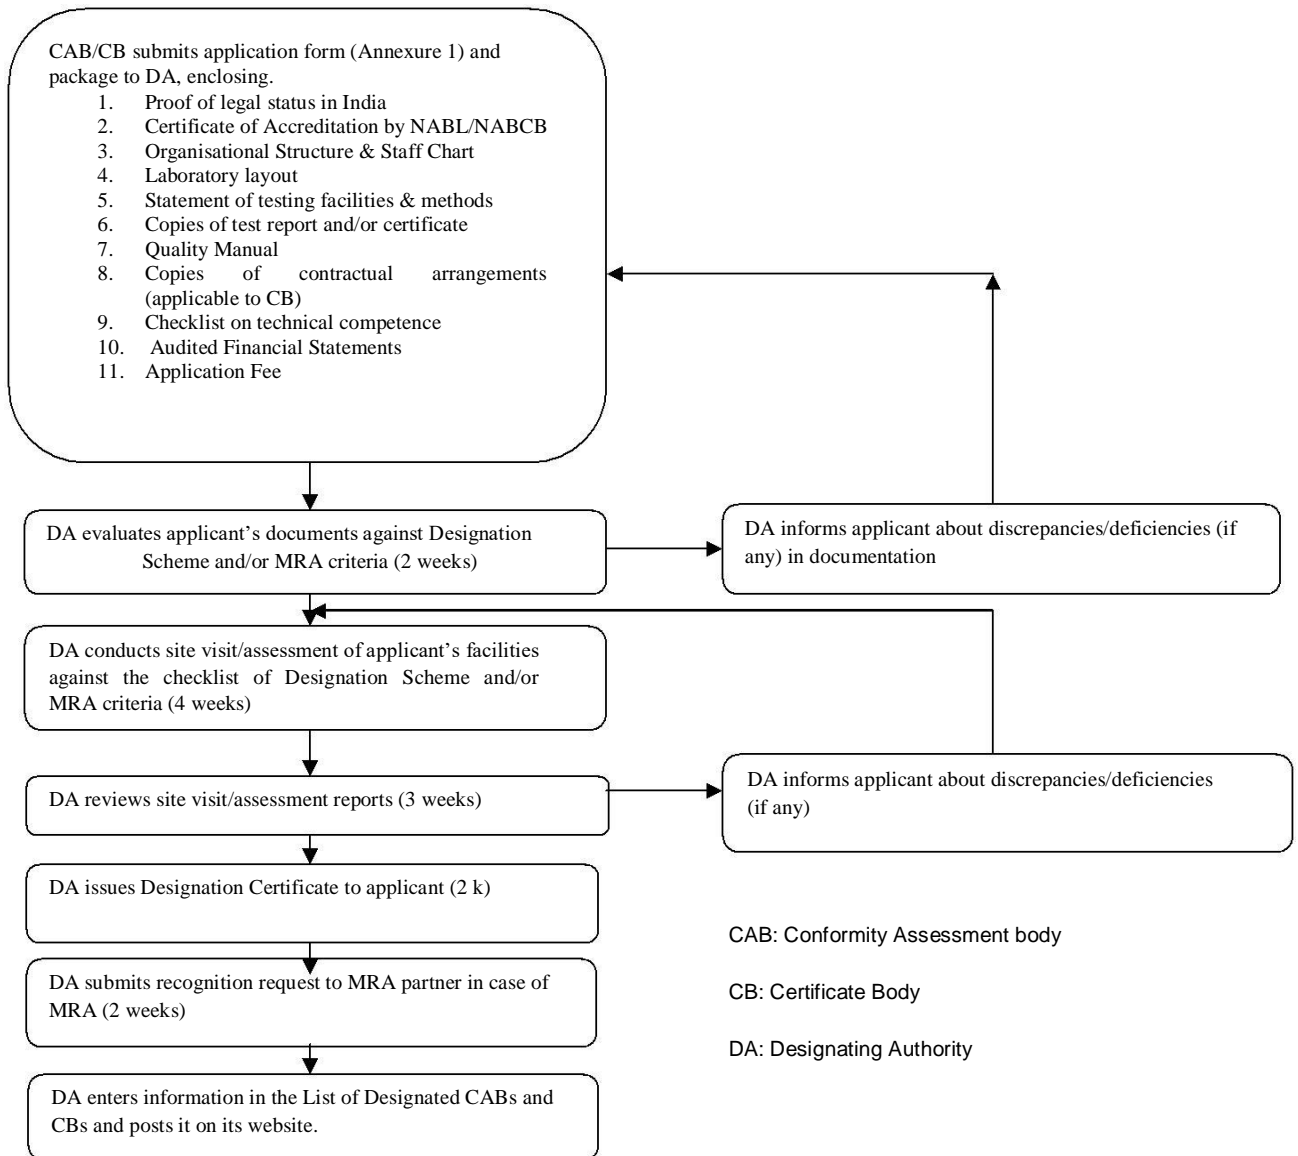 CAB/CB submits application form (Annexure 1) and
package to DA, enclosing.
1. Proof of legal status in India
2. Certificate of Accreditation by NABL/NABCB
3. Organisational Structure & Staff Chart
4. Laboratory layout
5. Statement of testing facilities & methods
6. Copies of test report and/or certificate
7. Quality Manual
8. Copies of contractual arrangements
(applicable to CB)
9. Checklist on technical competence
10. Audited Financial Statements
11. Application Fee
DA evaluates applicant’s documents against Designation
Scheme and/or MRA criteria (2 weeks)
DA informs applicant about discrepancies/deficiencies (if
any) in documentation
DA conducts site visit/assessment of applicant’s facilities
against the checklist of Designation Scheme and/or
MRA criteria (4 weeks)
DA reviews site visit/assessment reports (3 weeks)
DA informs applicant about discrepancies/deficiencies
(if any)
DA issues Designation Certificate to applicant (2 k)
DA submits recognition request to MRA partner in case of
MRA (2 weeks)
DA enters information in the List of Designated CABs and
CBs and posts it on its website.
CAB: Conformity Assessment body
CB: Certificate Body
DA: Designating Authority